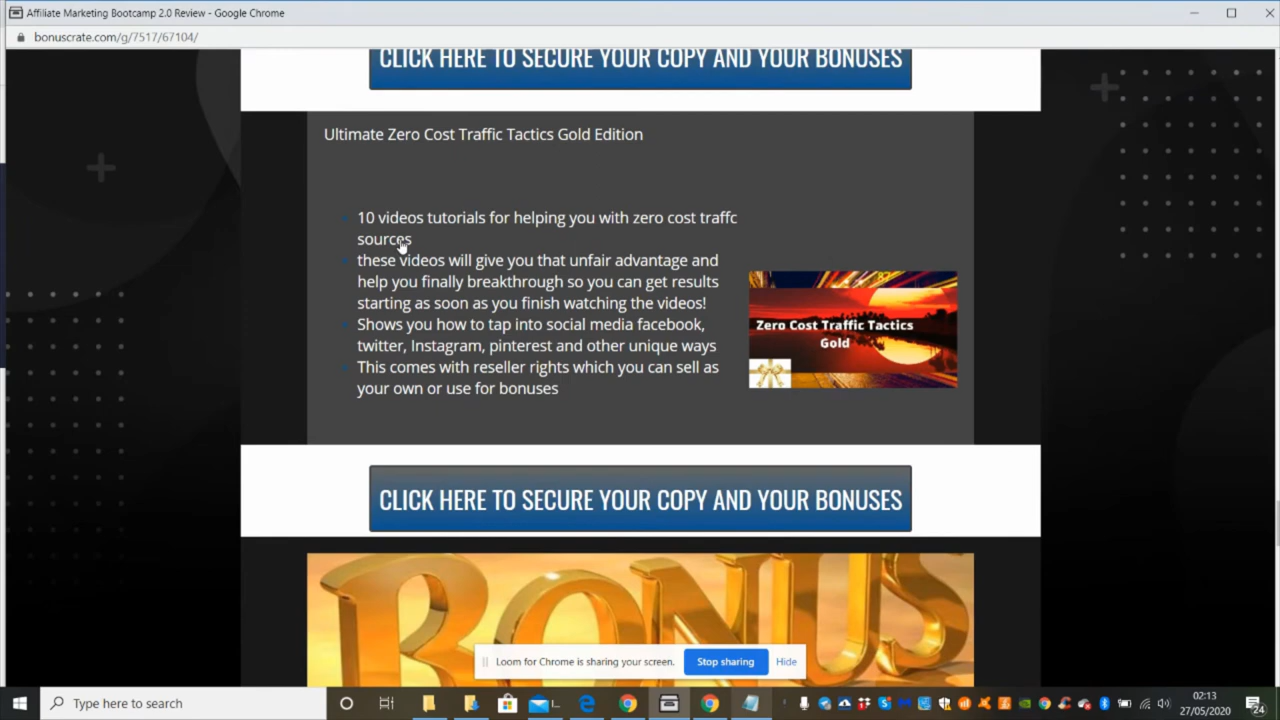 Affiliate Marketing Bootcamp 2.0 Review - Google Chrome
bonuscrate.com/g/7517/67104/
CLICK HERE TO SECURE YOUR COPY AND YOUR BONUSES
Ultimate Zero Cost Traffic Tactics Gold Edition
10 videos tutorials for helping you with zero cost traffc
sources
these videos will give you that unfair advantage and
help you finally breakthrough so you can get results
starting as soon as you finish watching the videos!
Shows you how to tap into social media facebook,
twitter, Instagram, pinterest and other unique ways
This comes with reseller rights which you can sell as
your own or use for bonuses
Zero Cost Traffic Tactics
Gold
CLICK HERE TO SECURE YOUR COPY AND YOUR BONUSES
BONUS
Loom for Chrome is sharing your screen.
Stop sharing
Hide
Type here to search
02:13
27/05/2020
24